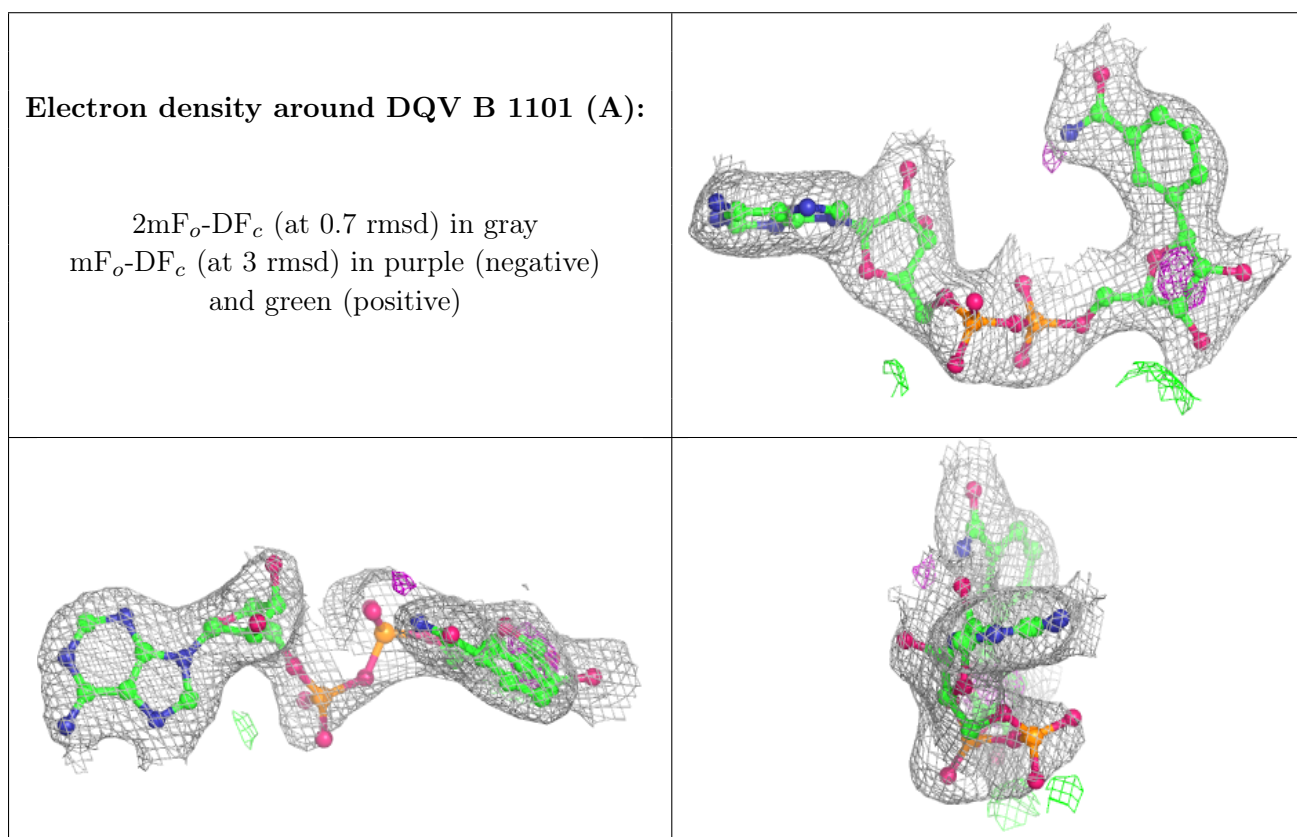 Electron density around DQV B 1101 (A):
2mFo-DFc (at 0.7 rmsd) in gray
mFo-DFc (at 3 rmsd) in purple (negative)
and green (positive)